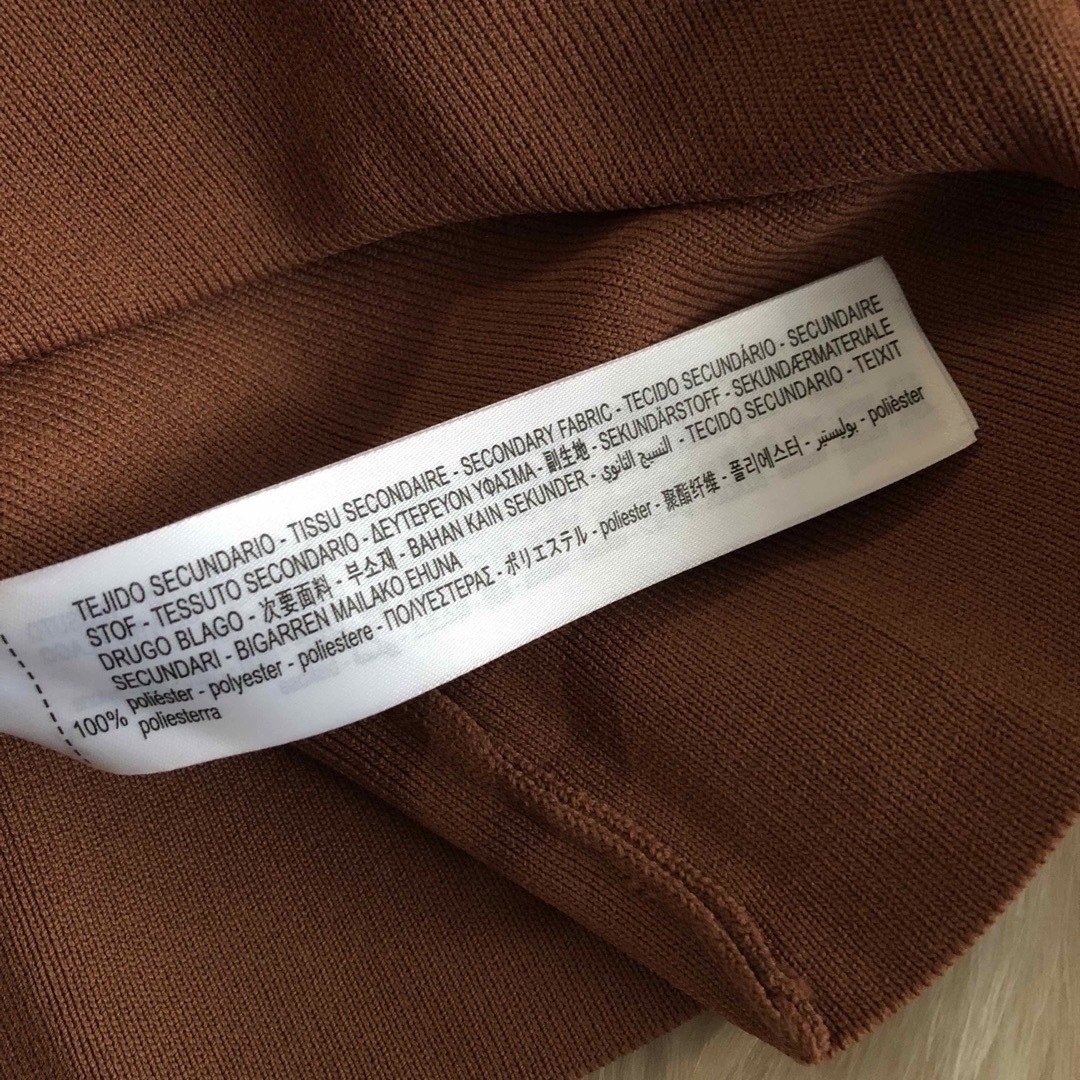 TEJIDO SECUNDARIO - TISSU SECONDAIRE - SECONDARY FABRIC - TECIDO SECUNDÁRIO - SECUNDAIRE
STOF - TESSUTO SECONDARIO - ΔΕΥΤΕΡΕΥΟΝ ΥΦΑΣΜΑ - 副生地 - SEKUNDÄRSTOFF - SEKUNDÆRMATERIALE
DRUGO BLAGO - 次要面料 - 부소재 - BAHAN KAIN SEKUNDER - النسيج الثانوي - TECIDO SECUNDARIO - TEIXIT
SECUNDARI - BIGARREN MAILAKO EHUNA
100% poliéster - polyester - poliestere - ΠΟΛΥΕΣΤΕΡΑΣ - ポリエステル - poliester - 聚酯纤维 - 폴리에스터 - بوليستير - polièster
poliesterra